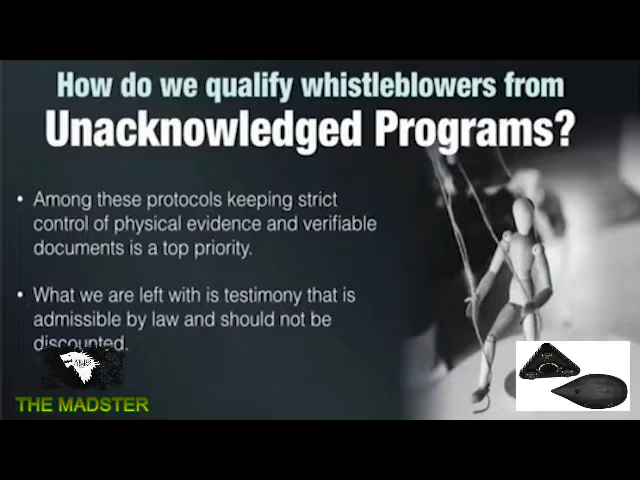 How do we qualify whistleblowers from
Unacknowledged Programs?
• Among these protocols keeping strict
control of physical evidence and verifiable
documents is a top priority.
• What we are left with is testimony that is
admissible by law and should not be
discounted.
THE MADSTER